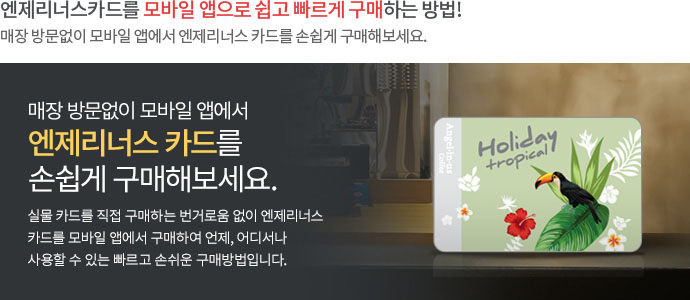 엔제리너스카드를 모바일 앱으로 쉽고 빠르게 구매하는 방법!
매장 방문없이 모바일 앱에서 엔제리너스 카드를 손쉽게 구매해보세요.
매장 방문없이 모바일 앱에서
엔제리너스 카드를
손쉽게 구매해보세요.
실물 카드를 직접 구매하는 번거로움 없이 엔제리너스
카드를 모바일 앱에서 구매하여 언제, 어디서나
사용할 수 있는 빠르고 손쉬운 구매방법입니다.
Angel-in-us
Coffee
Holiday
tropical